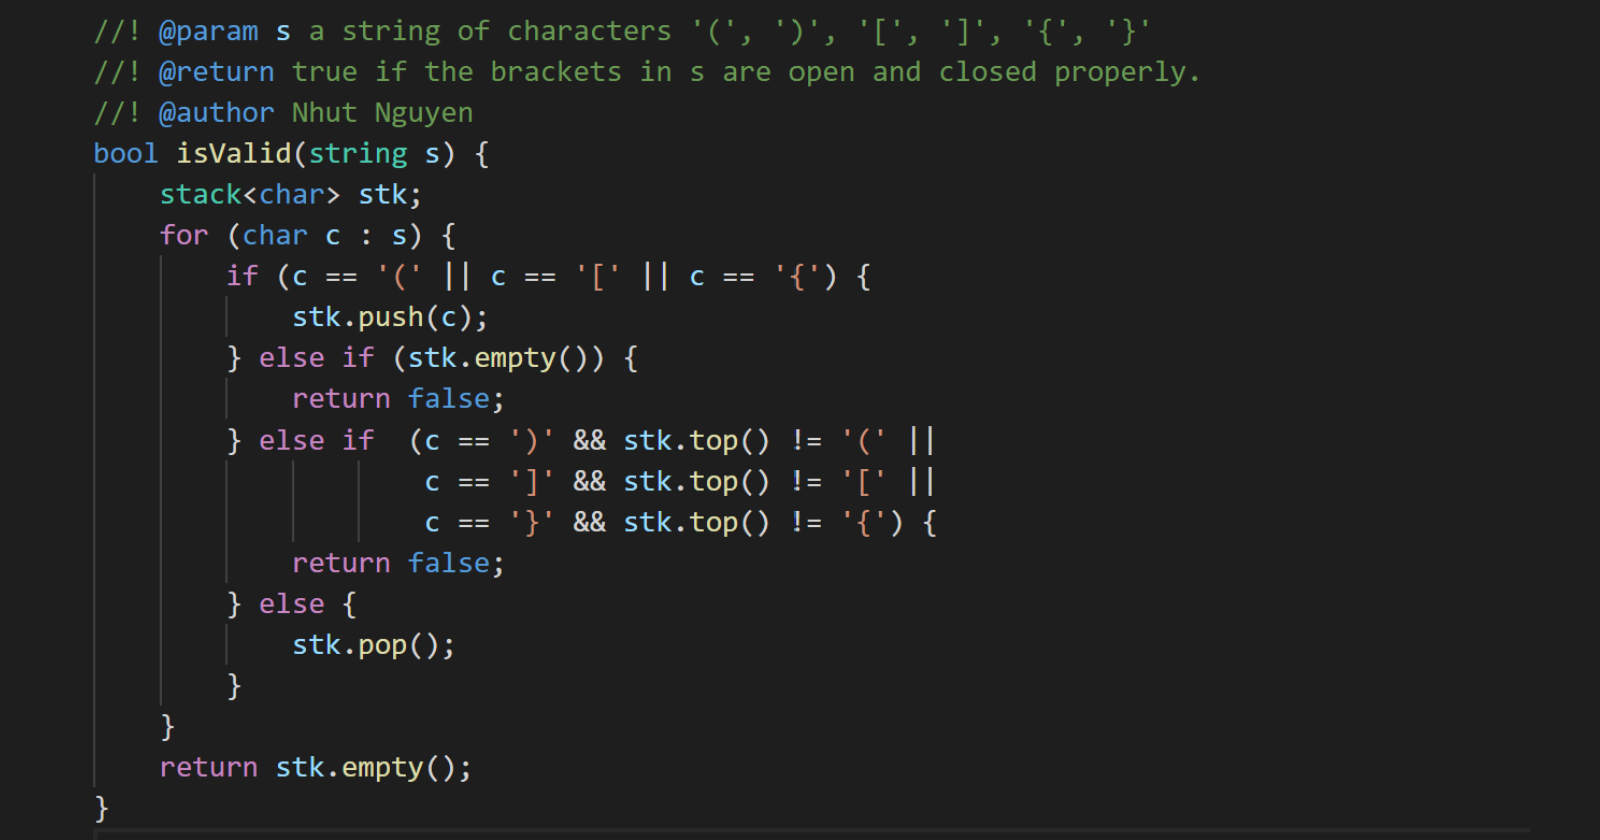 //! @param s a string of characters '(', ')', '[', ']', '{', '}'
//! @return true if the brackets in s are open and closed properly.
//! @author Nhut Nguyen
bool isValid(string s) {
    stack<char> stk;
    for (char c : s) {
        if (c == '(' || c == '[' || c == '{') {
            stk.push(c);
        } else if (stk.empty()) {
            return false;
        } else if  (c == ')' && stk.top() != '(' ||
                    c == ']' && stk.top() != '[' ||
                    c == '}' && stk.top() != '{') {
            return false;
        } else {
            stk.pop();
        }
    }
    return stk.empty();
}